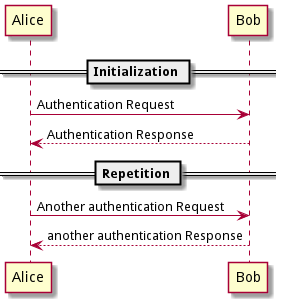 Alice Bob
Initialization
Authentication Request
Authentication Response
Repetition
Another authentication Request
another authentication Response
Alice Bob